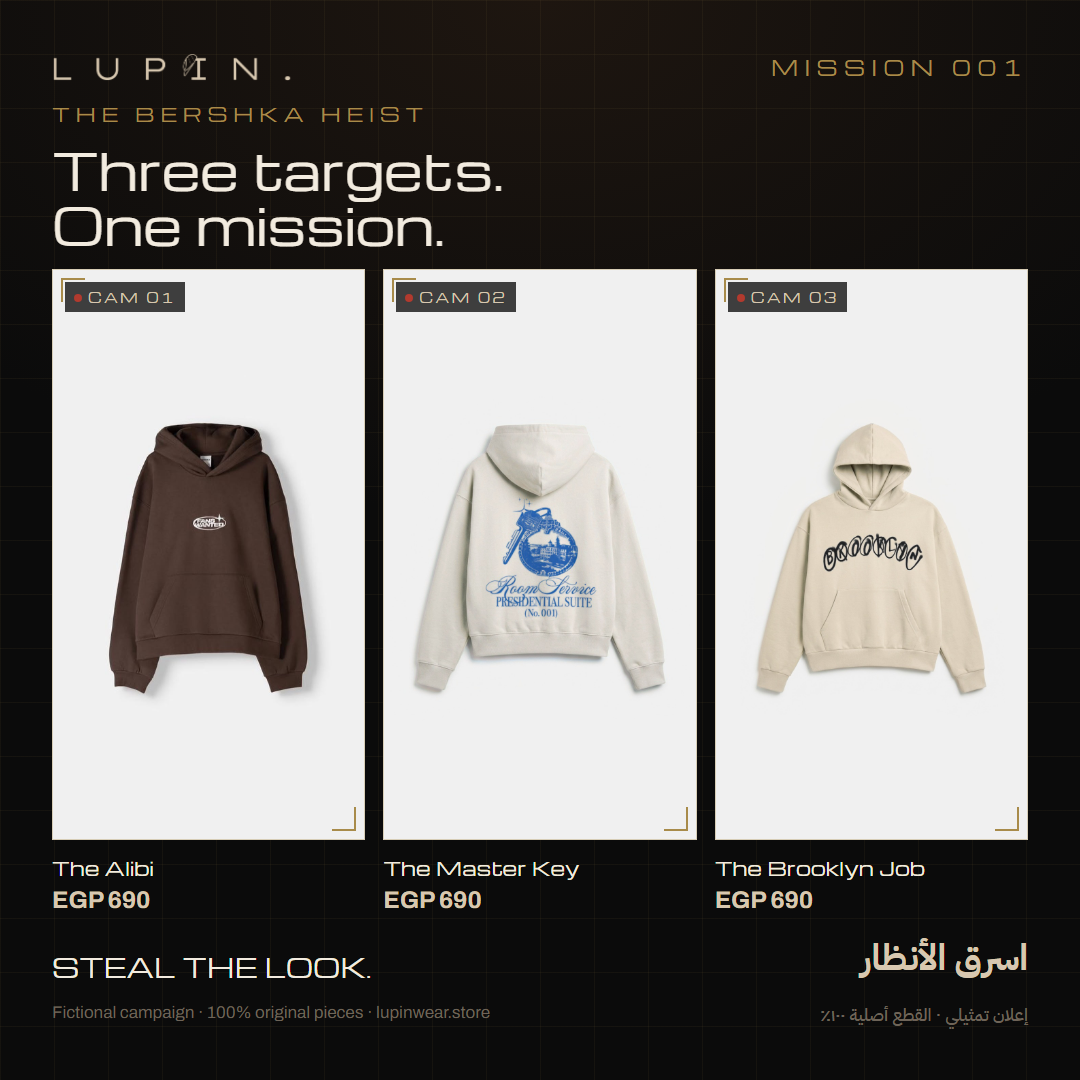 LUPIN.
MISSION 001
THE BERSHKA HEIST
Three targets.
One mission.
CAM 01
CAM 02
CAM 03
FANS
WANTED
Room Service
PRESIDENTIAL SUITE
(No. 001)
BROOKLYN
The Alibi
EGP 690
The Master Key
EGP 690
The Brooklyn Job
EGP 690
STEAL THE LOOK.
اسرق الأنظار
Fictional campaign · 100% original pieces · lupinwear.store
إعلان تمثيلي · القطع أصلية ١٠٠٪